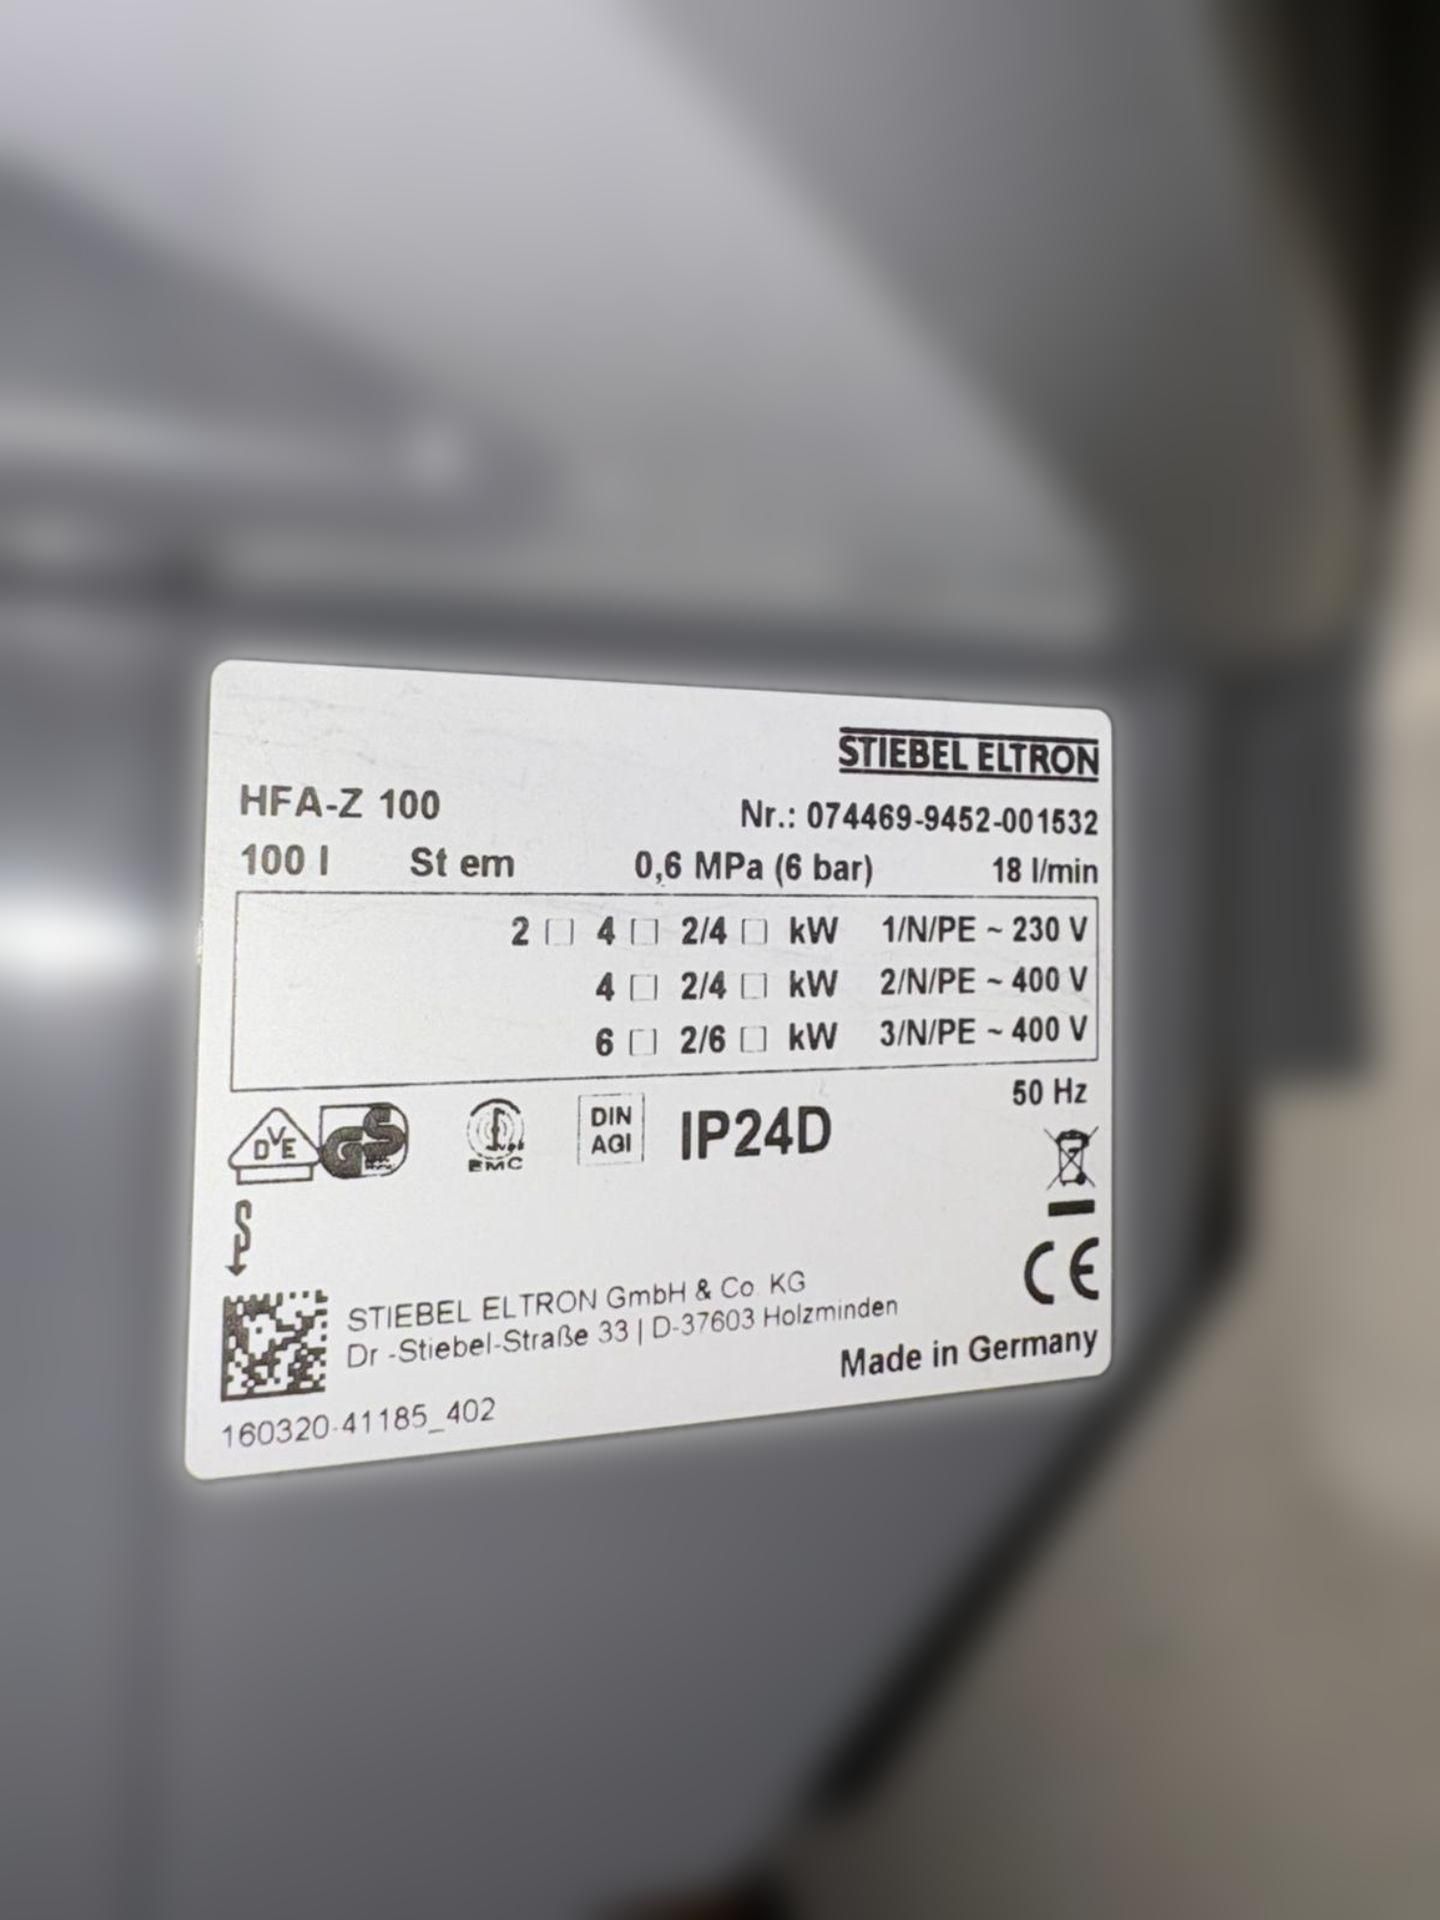 STIEBEL ELTRON
HFA-Z 100 Nr.: 074469-9452-001532
100 l St em 0,6 MPa (6 bar) 18 l/min
2 □ 4 □ 2/4 □ kW 1/N/PE ~ 230 V
4 □ 2/4 □ kW 2/N/PE ~ 400 V
6 □ 2/6 □ kW 3/N/PE ~ 400 V
50 Hz
DVE GS EMC DIN AGI IP24D
CE
STIEBEL ELTRON GmbH & Co KG
Dr -Stiebel-Straße 33 | D-37603 Holzminden
Made in Germany
160320-41185_402